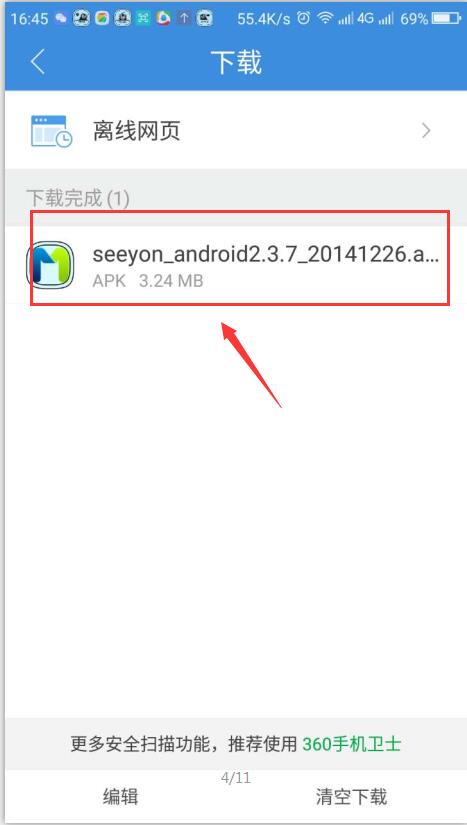 16:45 55.4K/s 4G 69%
下载
离线网页
下载完成 (1)
seeyon_android2.3.7_20141226.a...
APK 3.24 MB
更多安全扫描功能，推荐使用 360手机卫士
4/11
编辑 清空下载